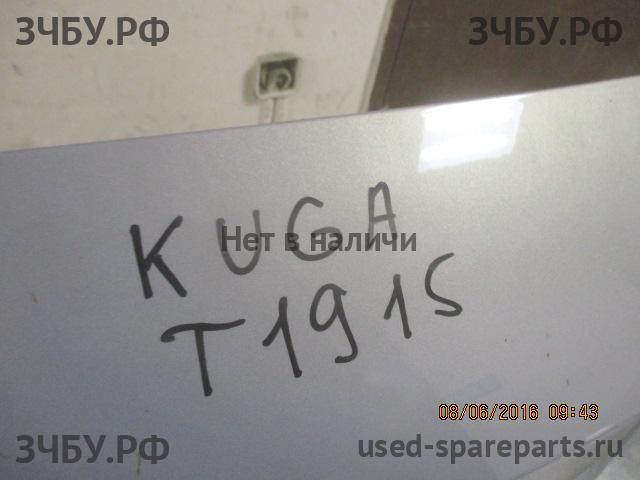 ЗЧБУ.РФ ЗЧБУ.РФ
KUGA
Нет в наличи
T1915
08/06/2016 09:43
ЗЧБУ.РФ used-spareparts.ru